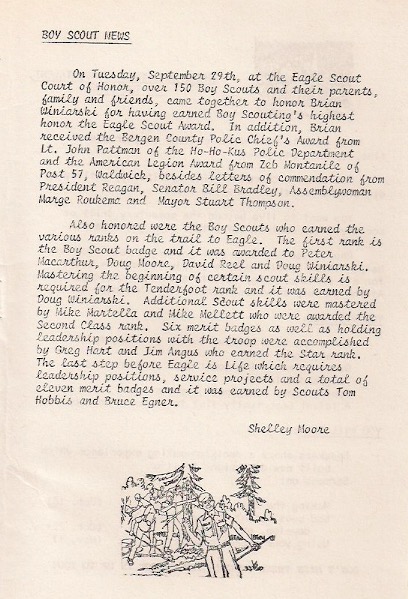 BOY SCOUT NEWS
On Tuesday, September 29th, at the Eagle Scout
Court of Honor, over 150 Boy Scouts and their parents,
family and friends, came together to honor Brian
Winiarski for having earned Boy Scouting's highest
honor the Eagle Scout Award. In addition, Brian
received the Bergen County Polic Chief's Award from
Lt. John Pattman of the Ho-Ho-Kus Polic Department
and the American Legion Award from Zeb Montanile of
Post 57, Waldwick, besides letters of commendation from
President Reagan, Senator Bill Bradley, Assemblywoman
Marge Roukema and Mayor Stuart Thompson.
Also honored were the Boy Scouts who earned the
various ranks on the trail to Eagle. The first rank is
the Boy Scout badge and it was awarded to Peter
Macarthur, Doug Moore, David Reel and Doug Winiarski.
Mastering the beginning of certain scout skills is
required for the Tenderfoot rank and it was earned by
Doug Winiarski. Additional Scout skills were mastered
by Mike Martella and Mike Mellett who were awarded the
Second Class rank. Six merit badges as well as holding
leadership positions with the troop were accomplished
by Greg Hart and Jim Angus who earned the Star rank.
The last step before Eagle is Life which requires
leadership positions, service projects and a total of
eleven merit badges and it was earned by Scouts Tom
Hobbis and Bruce Egner.
Shelley Moore